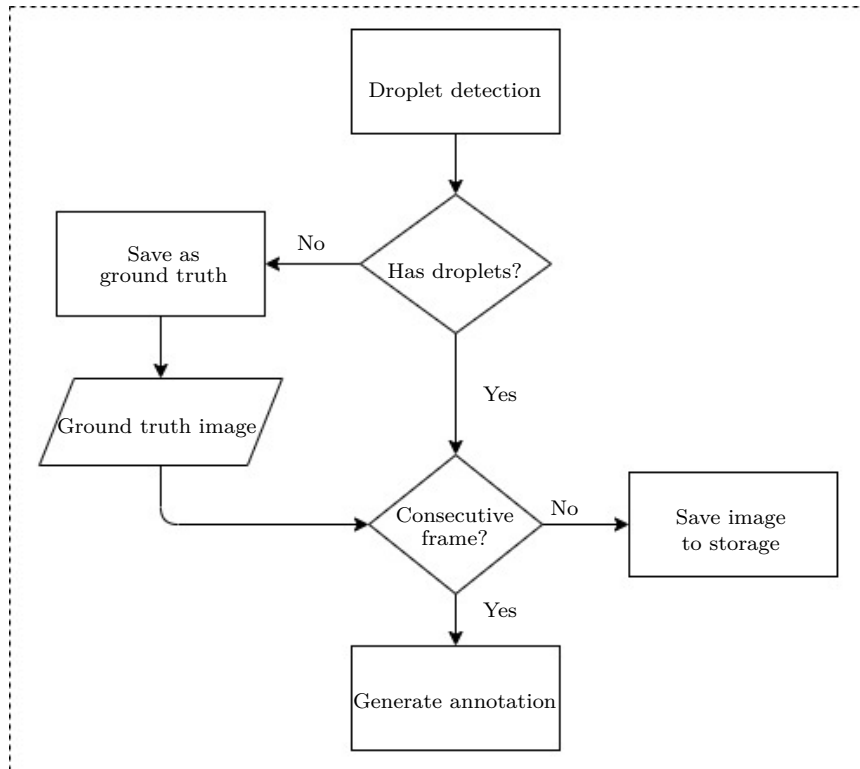 Droplet detection
No
Save as
ground truth
Has droplets?
Yes
Ground truth image
Consecutive
frame?
No
Save image
to storage
Yes
Generate annotation